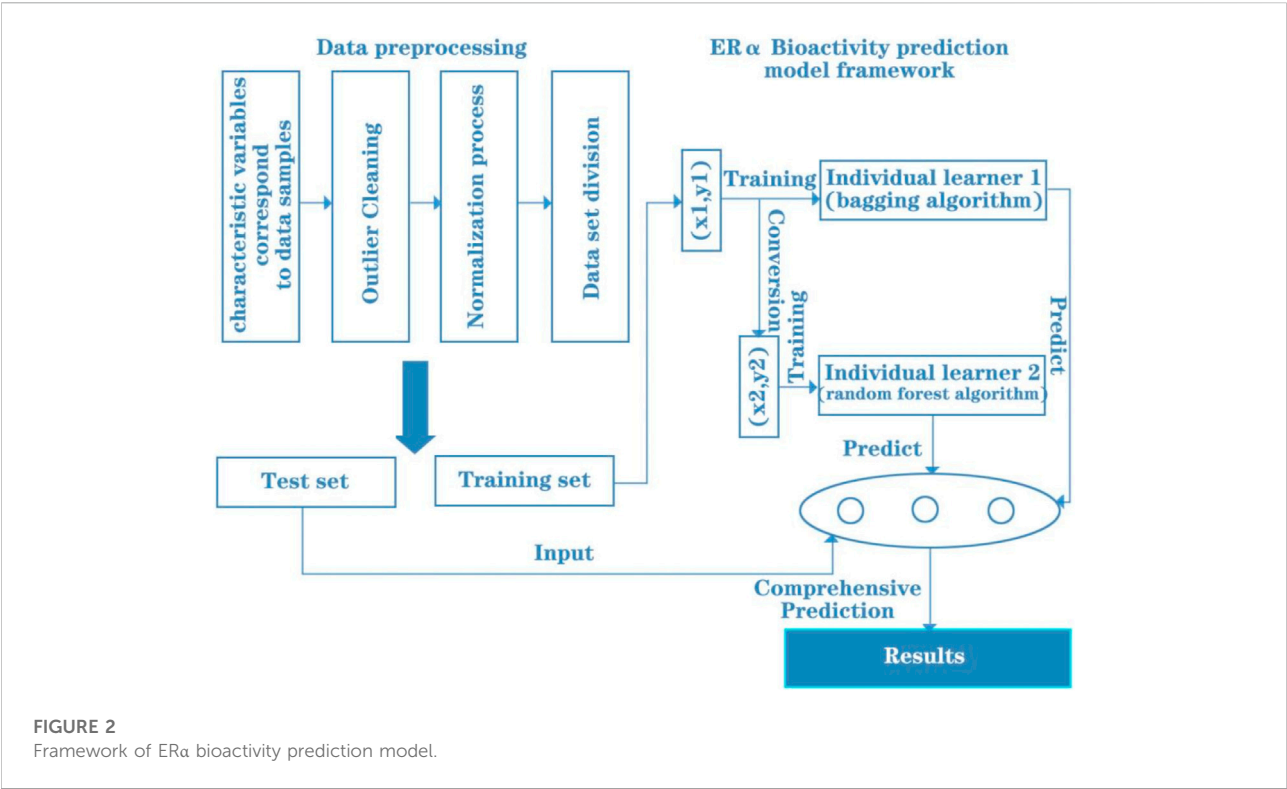 Data preprocessing
ER α Bioactivity prediction
model framework
characteristic variables
correspond
to data samples
Outlier Cleaning
Normalization process
Data set division
(x1,y1)
Training
Individual learner 1
(bagging algorithm)
Conversion
Predict
(x2,y2)
Training
Individual learner 2
(random forest algorithm)
Predict
Test set
Training set
Input
Comprehensive
Prediction
Results
FIGURE 2
Framework of ERα bioactivity prediction model.